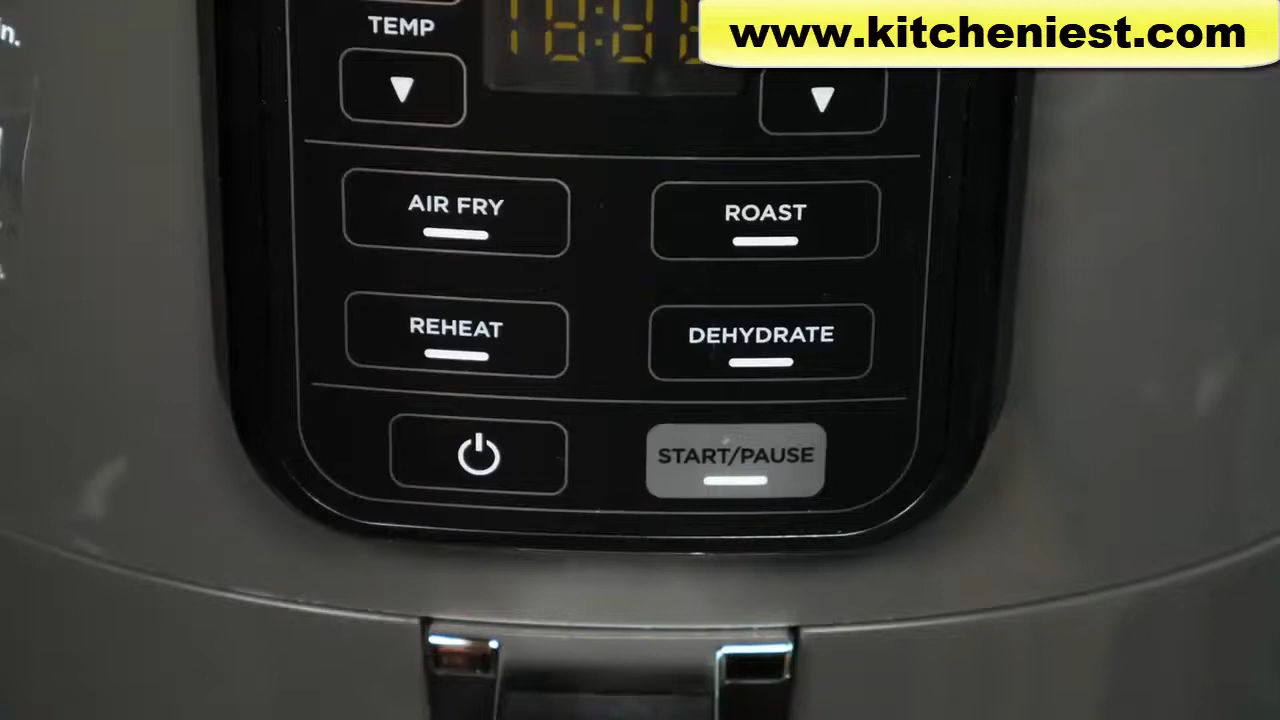 www.kitcheniest.com
n.
TEMP
AIR FRY
ROAST
REHEAT
DEHYDRATE
START/PAUSE